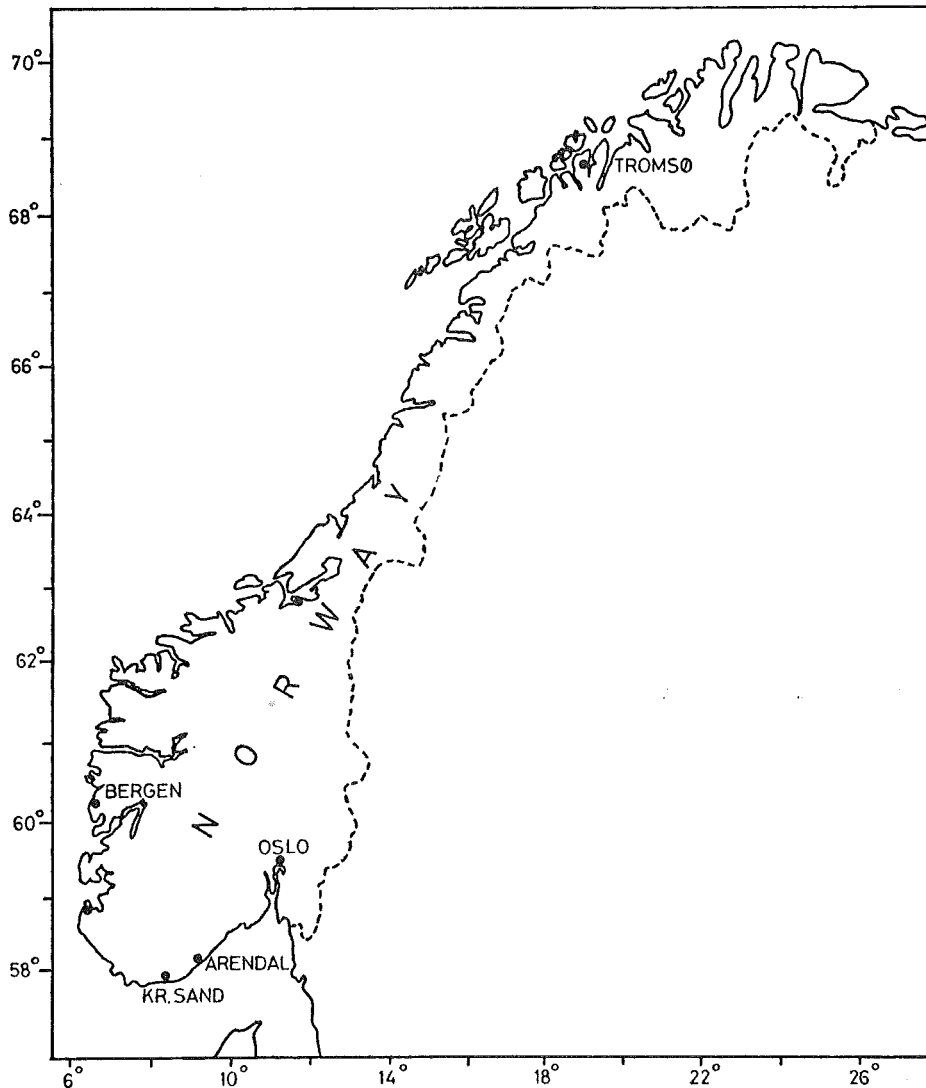 70°
TROMSØ
68°
66°
64°
62°
NORWAY
BERGEN
60°
OSLO
ARENDAL
58°
KR. SAND
6° 10° 14° 18° 22° 26°